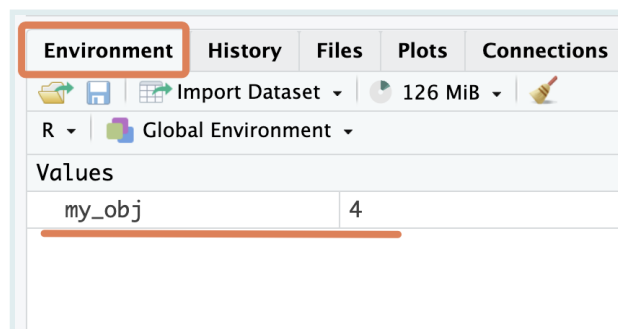 Environment History Files Plots Connections
Import Dataset 126 MiB
R Global Environment
Values
my_obj 4